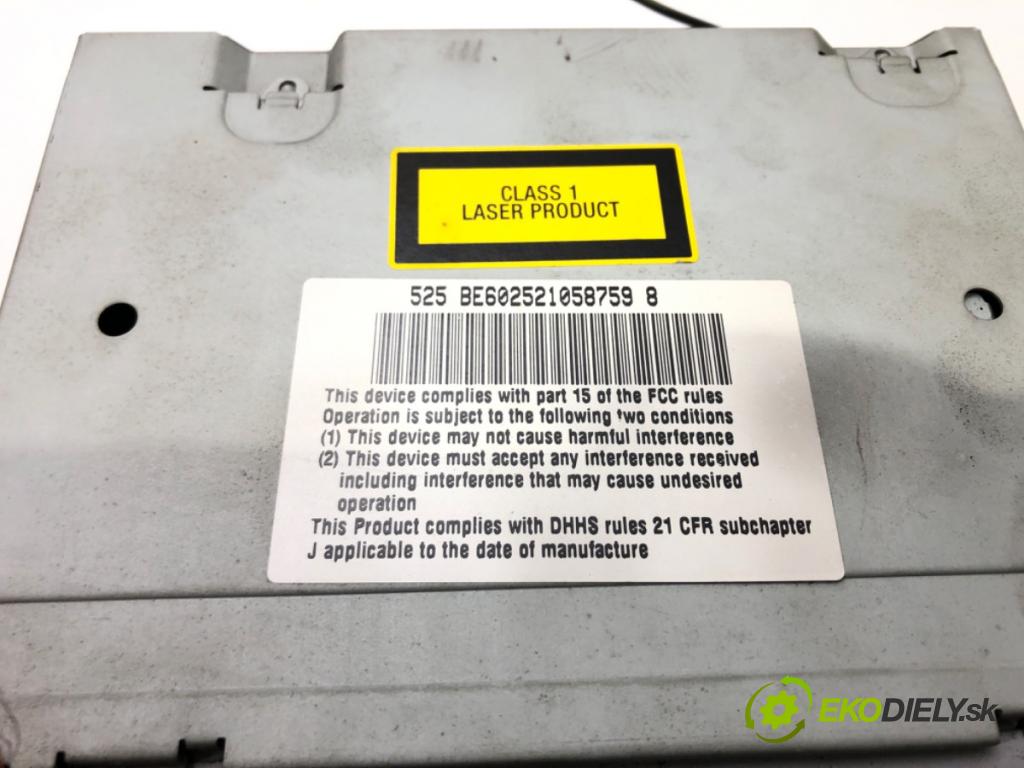 CLASS 1
LASER PRODUCT
525 BE602521058759 8
This device complies with part 15 of the FCC rules
Operation is subject to the following two conditions
(1) This device may not cause harmful interference
(2) This device must accept any interference received
including interference that may cause undesired
operation
This Product complies with DHHS rules 21 CFR subchapter
J applicable to the date of manufacture
EKODIELY.sk